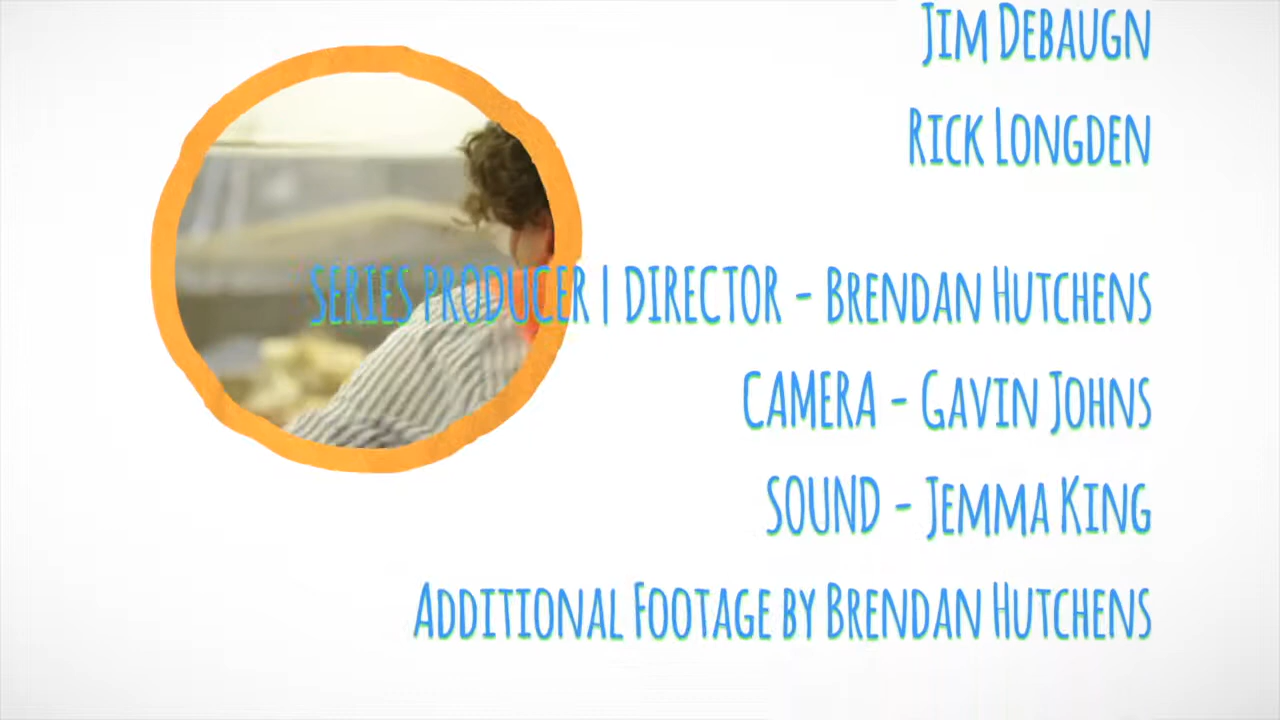 Jim Debaugn
Rick Longden
SERIES PRODUCER | DIRECTOR - Brendan Hutchens
CAMERA - Gavin Johns
SOUND - Jemma King
Additional Footage by Brendan Hutchens